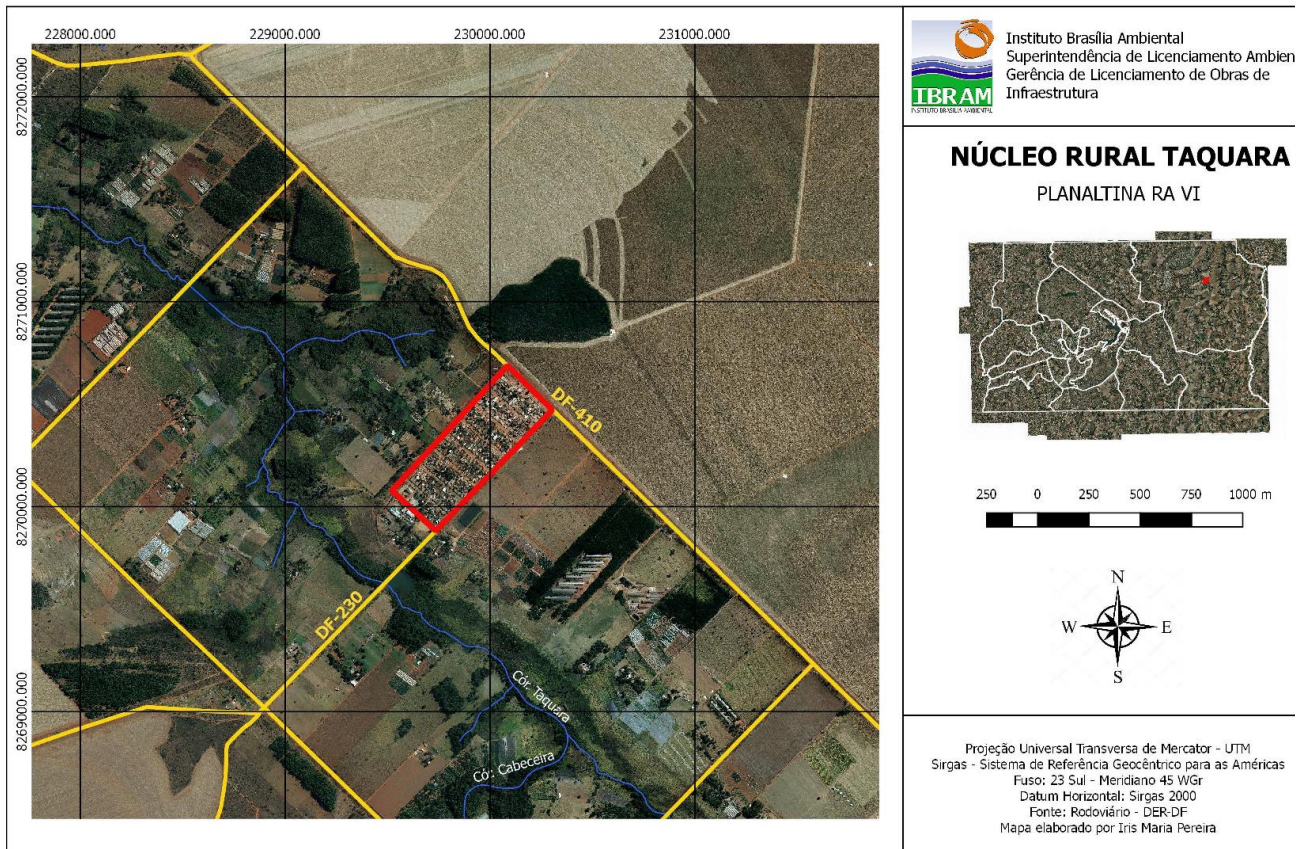 228000.000 229000.000 230000.000 231000.000
8272000.000
8271000.000
8270000.000
8269000.000
DF-410
DF-230
Cór. Taquara
Cór. Cabeceira
IBRAM
INSTITUTO BRASÍLIA AMBIENTAL
Instituto Brasília Ambiental
Superintendência de Licenciamento Ambien
Gerência de Licenciamento de Obras de
Infraestrutura
NÚCLEO RURAL TAQUARA
PLANALTINA RA VI
250 0 250 500 750 1000 m
N
W E
S
Projeção Universal Transversa de Mercator - UTM
Sirgas - Sistema de Referência Geocêntrico para as Américas
Fuso: 23 Sul - Meridiano 45 WGr
Datum Horizontal: Sirgas 2000
Fonte: Rodoviário - DER-DF
Mapa elaborado por Iris Maria Pereira